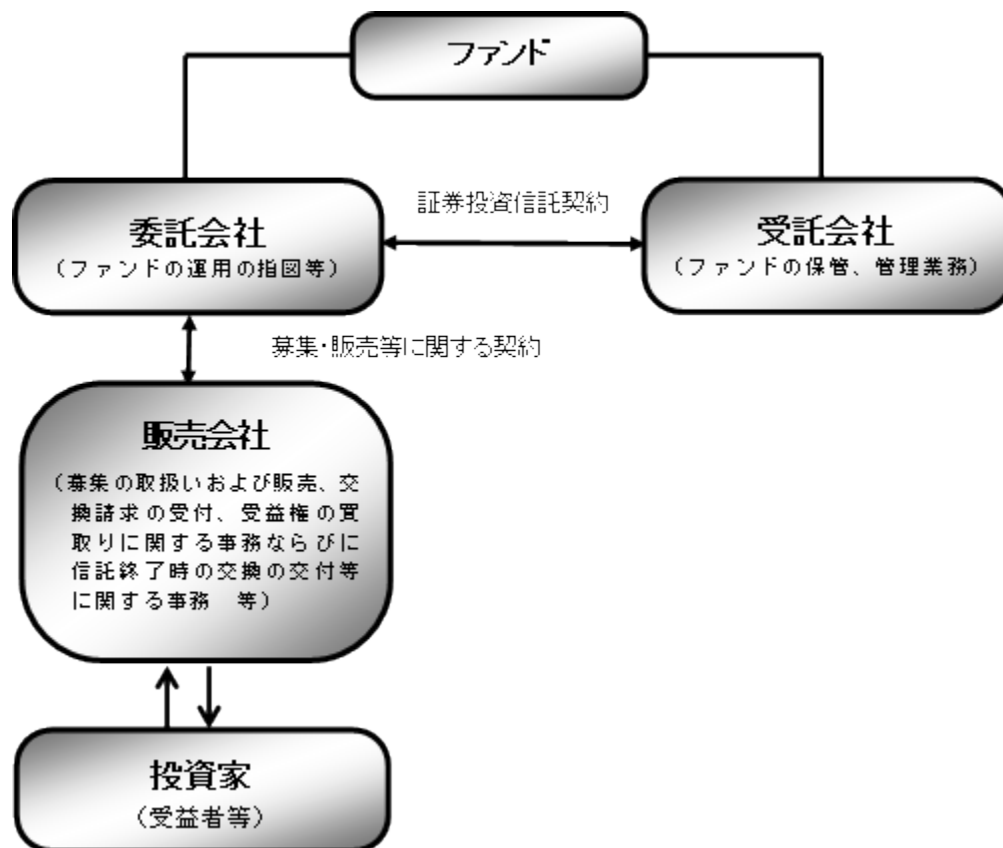 ファンド
証券投資信託契約
委託会社
(ファンドの運用の指図等)
受託会社
(ファンドの保管、管理業務)
募集・販売等に関する契約
販売会社
(募集の取扱いおよび販売、交
換請求の受付、受益権の買
取りに関する事務ならびに
信託終了時の交換の交付等
に関する事務　等)
投資家
(受益者等)